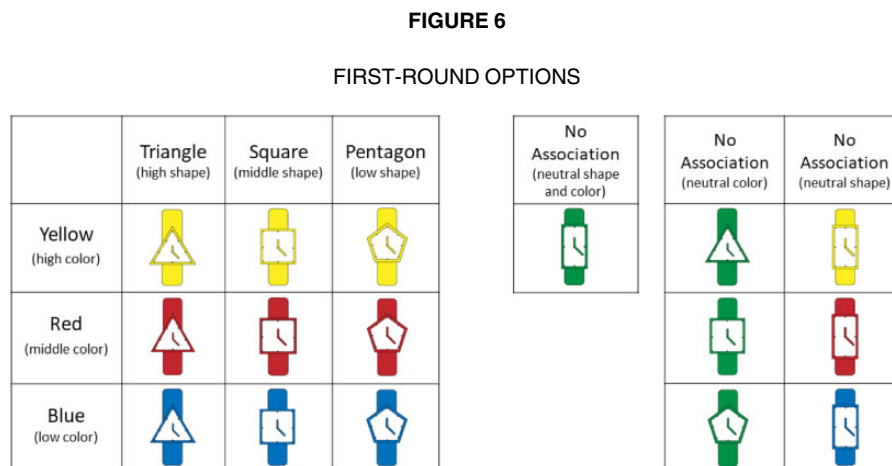 FIGURE 6
FIRST-ROUND OPTIONS
Triangle
(high shape)
Square
(middle shape)
Pentagon
(low shape)
No
Association
(neutral shape
and color)
No
Association
(neutral color)
No
Association
(neutral shape)
Yellow
(high color)
Red
(middle color)
Blue
(low color)